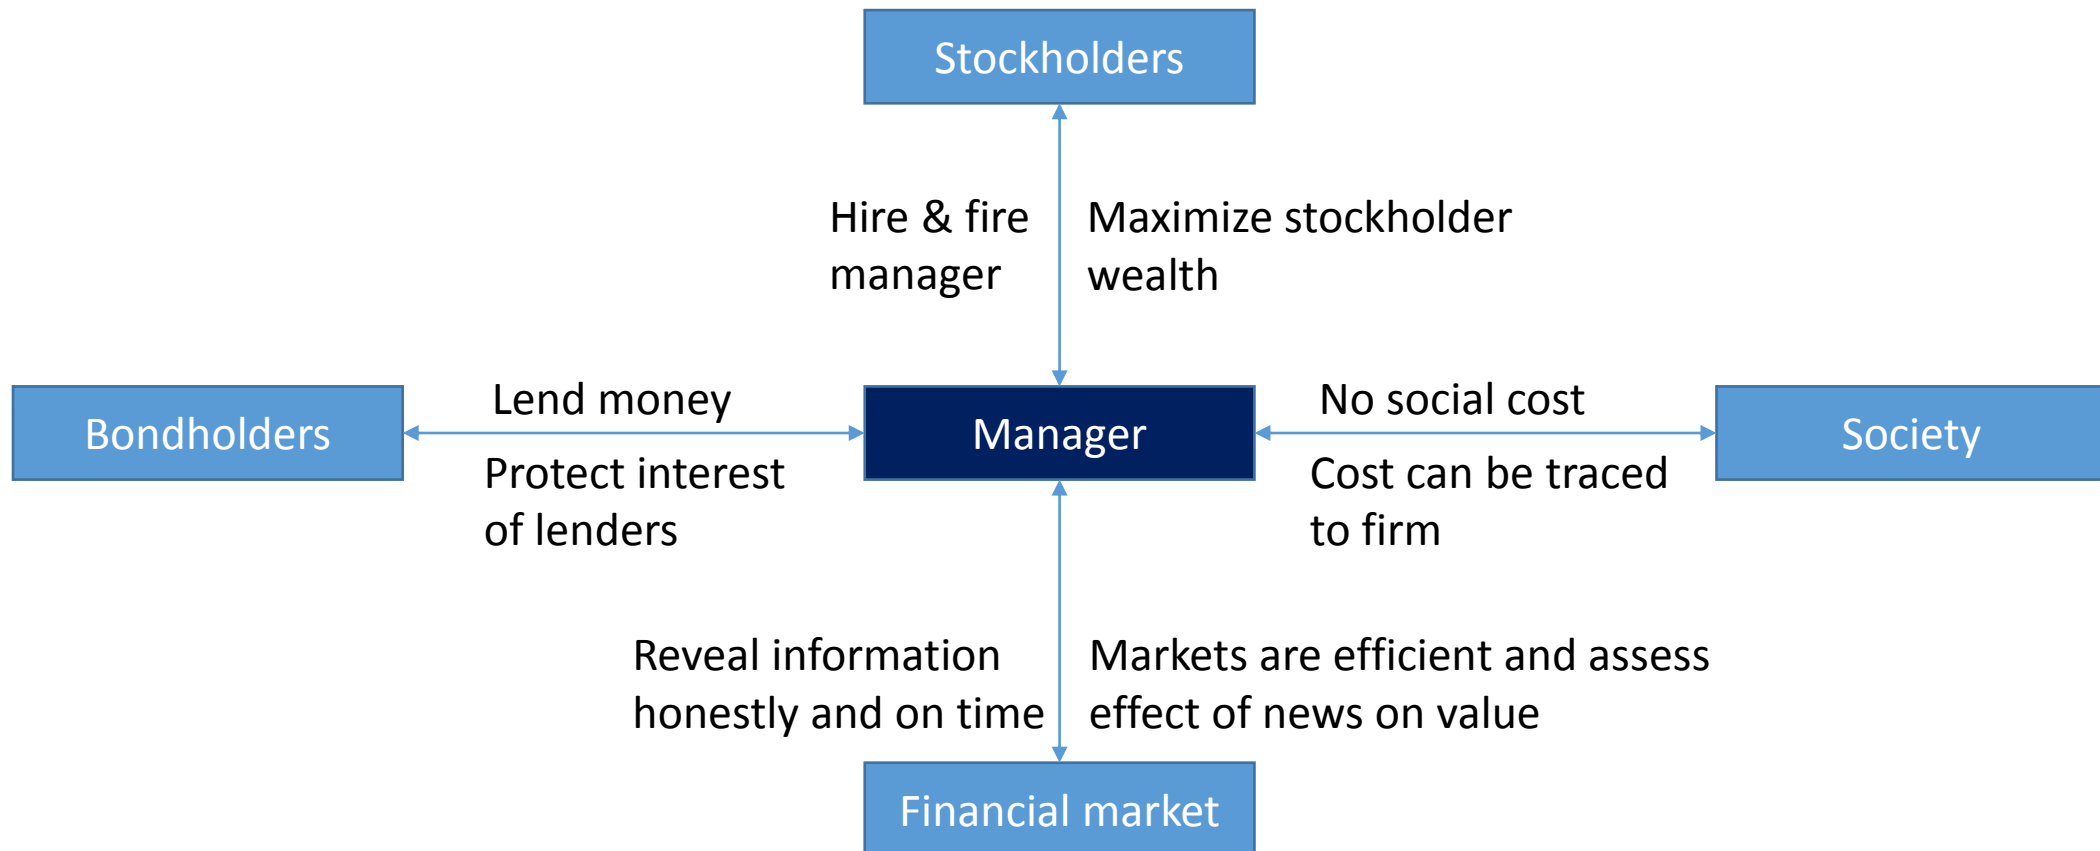 Stockholders
Hire & fire
manager
Maximize stockholder
wealth
Bondholders
Lend money
Protect interest
of lenders
Manager
No social cost
Cost can be traced
to firm
Society
Reveal information
honestly and on time
Markets are efficient and assess
effect of news on value
Financial market